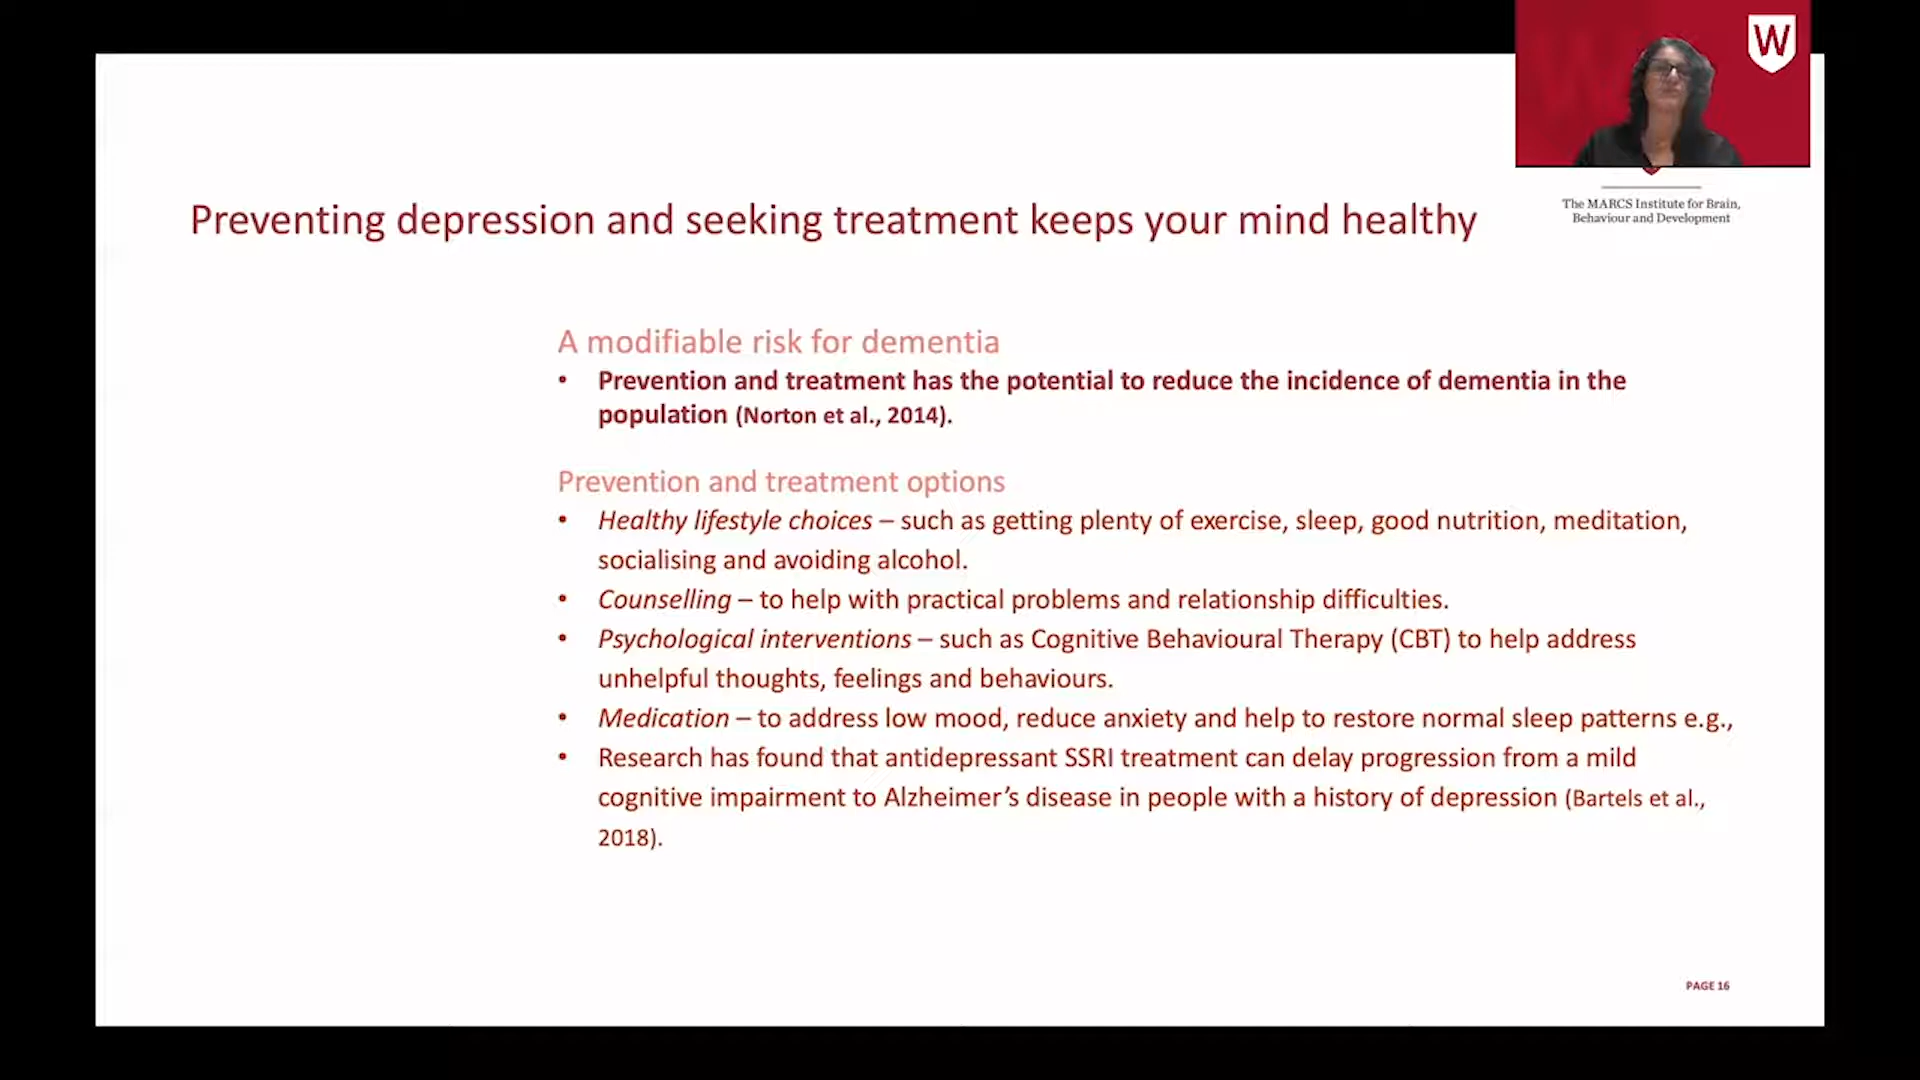 W
The MARCS Institute for Brain,
Behaviour and Development
Preventing depression and seeking treatment keeps your mind healthy
A modifiable risk for dementia
• Prevention and treatment has the potential to reduce the incidence of dementia in the
population (Norton et al., 2014).
Prevention and treatment options
• Healthy lifestyle choices – such as getting plenty of exercise, sleep, good nutrition, meditation,
socialising and avoiding alcohol.
• Counselling – to help with practical problems and relationship difficulties.
• Psychological interventions – such as Cognitive Behavioural Therapy (CBT) to help address
unhelpful thoughts, feelings and behaviours.
• Medication – to address low mood, reduce anxiety and help to restore normal sleep patterns e.g.,
• Research has found that antidepressant SSRI treatment can delay progression from a mild
cognitive impairment to Alzheimer’s disease in people with a history of depression (Bartels et al.,
2018).
PAGE 16